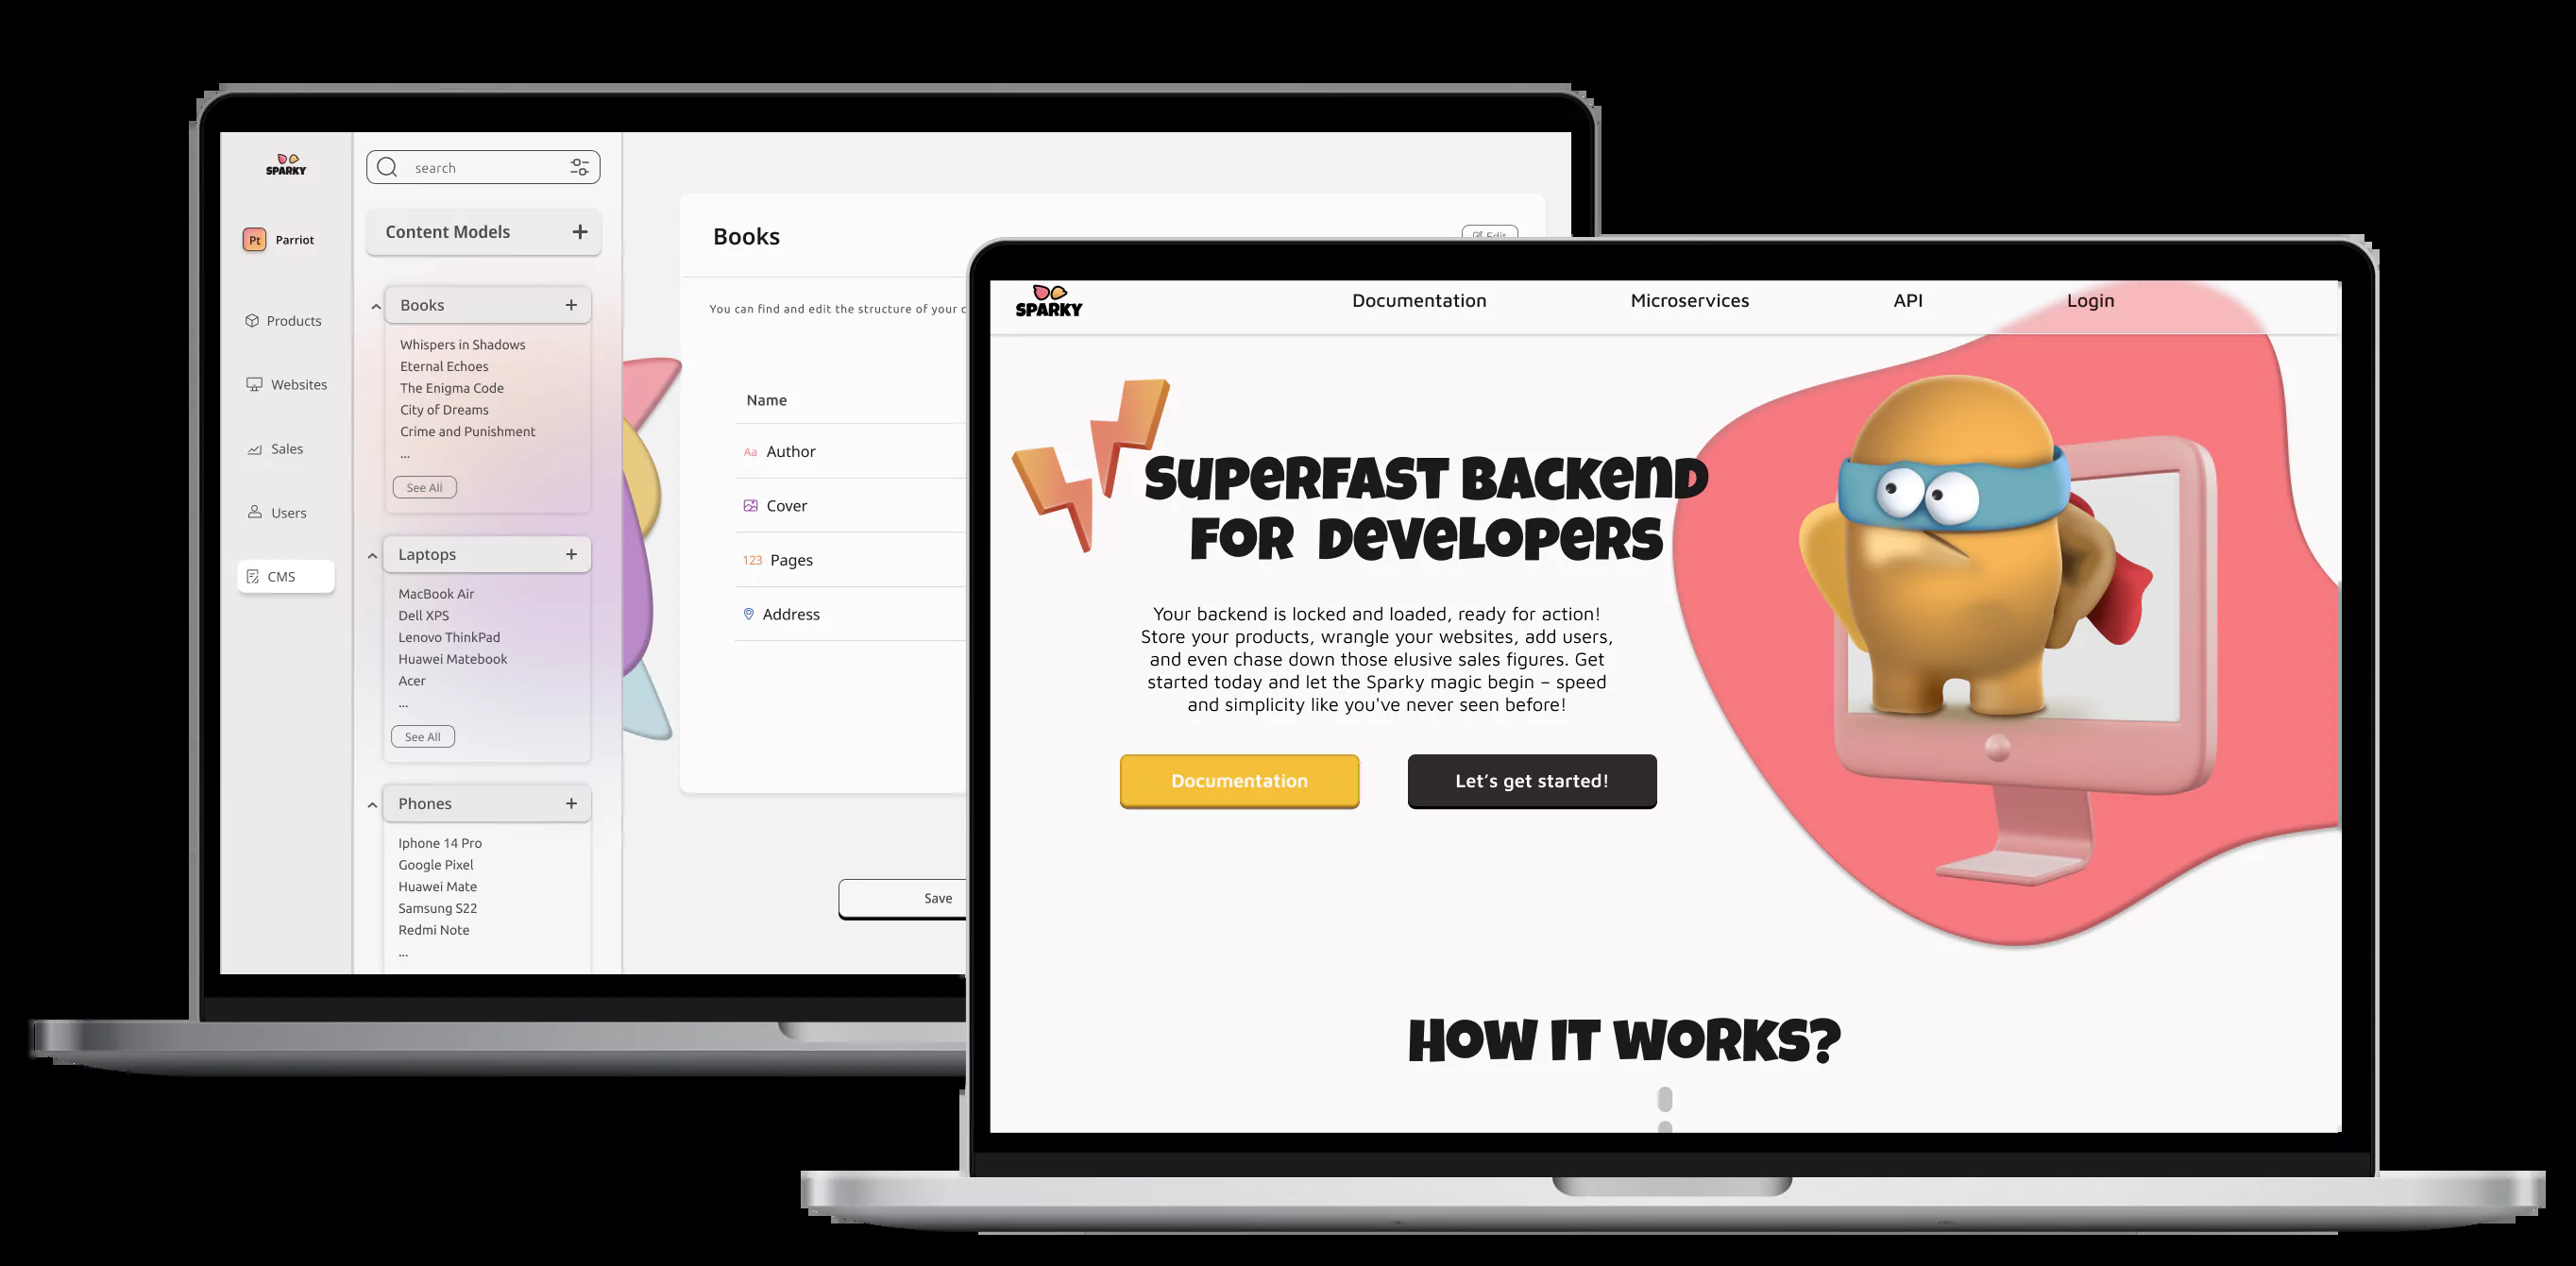 SPARKY
Pt Parriot
Products
Websites
Sales
Users
CMS
search
Content Models +
Books +
Whispers in Shadows
Eternal Echoes
The Enigma Code
City of Dreams
Crime and Punishment
...
See All
Laptops +
MacBook Air
Dell XPS
Lenovo ThinkPad
Huawei Matebook
Acer
...
See All
Phones +
Iphone 14 Pro
Google Pixel
Huawei Mate
Samsung S22
Redmi Note
...
Books
Edit
You can find and edit the structure of your
Name
Aa Author
Cover
123 Pages
Address
Save
SPARKY
Documentation
Microservices
API
Login
SUPERFAST BACKEND
FOR DEVELOPERS
Your backend is locked and loaded, ready for action!
Store your products, wrangle your websites, add users,
and even chase down those elusive sales figures. Get
started today and let the Sparky magic begin – speed
and simplicity like you've never seen before!
Documentation
Let’s get started!
HOW IT WORKS?